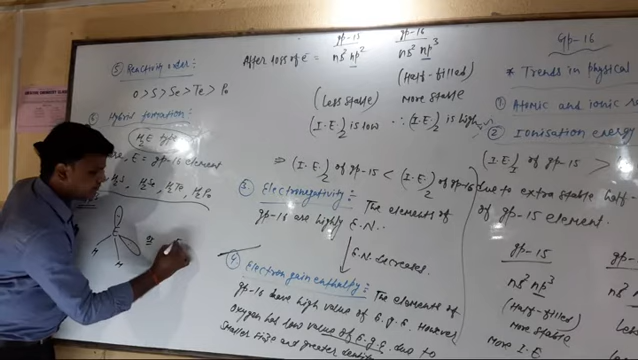 ⑤ Reactivity order:
O > S > Se > Te > Po
Hydride formation:
H₂E type
E = gp-16 element
H₂S, H₂Se, H₂Te, H₂Po
E
H
H
or
gp-15 gp-16
After loss of e⁻ = ns² np² ns² np³
(Half-filled)
(Less stable) More stable
(I.E.)₂ is low ∴ (I.E.)₂ is high
⇒ (I.E.)₂ of gp-15 < (I.E.)₂ of gp-16
③ Electronegativity: The elements of
gp-16 are highly E.N.
E.N. decreases.
④ Electron gain enthalpy: The elements of
gp-16 have high value of E.g.e. However
Oxygen has low value of E.g.e. due to
smaller size and greater
Gp-16
* Trends in Physical
① Atomic and ionic
② Ionisation energy
(I.E.)₁ of gp-15 >
Due to extra stable half-
of gp-15 element.
gp-15
ns² np³
(Half-filled)
More stable
More I.E
gp-
ns²
Less